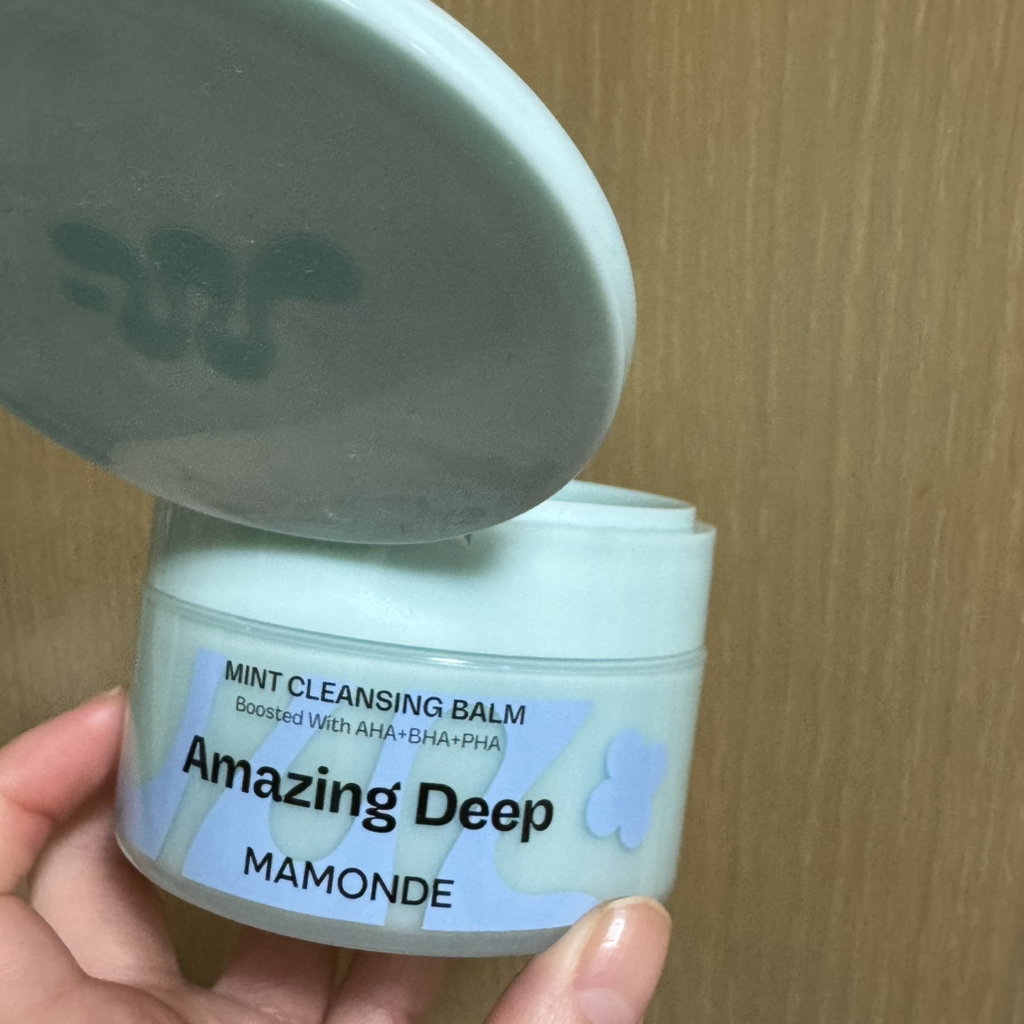 MINT CLEANSING BALM
Boosted With AHA+BHA+PHA
Amazing Deep
MAMONDE